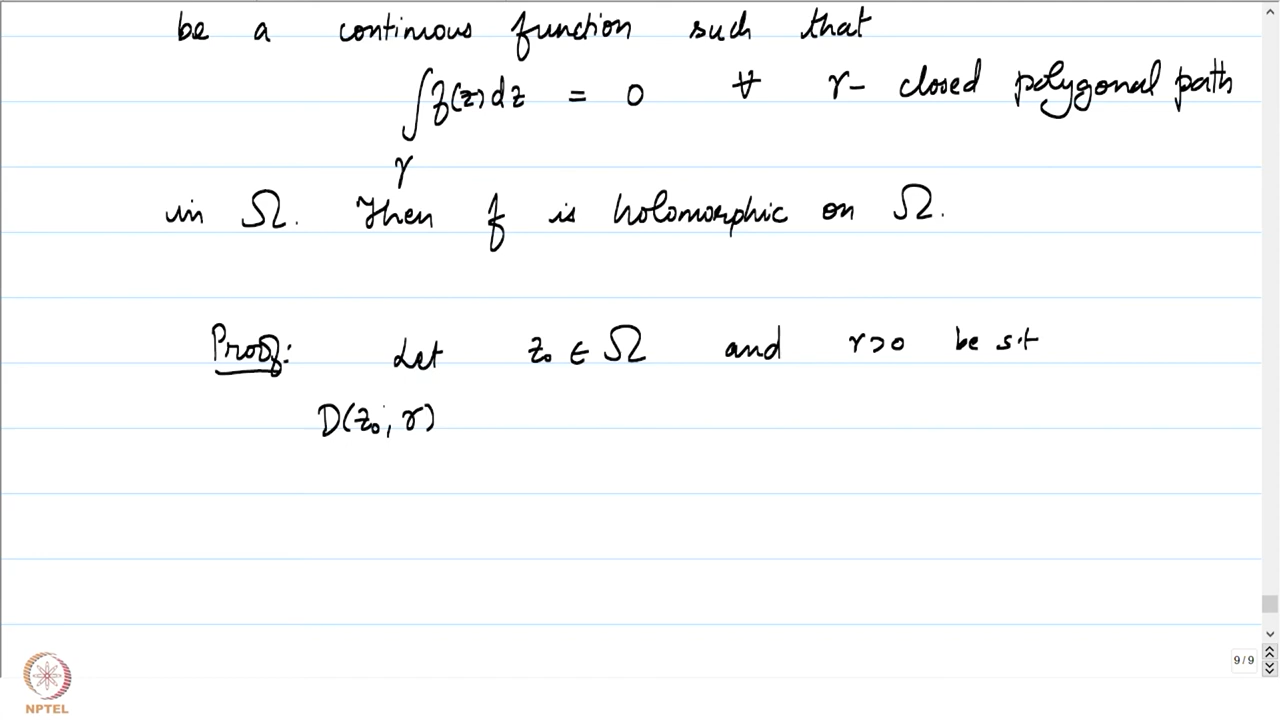 be a continuous function such that
∫f(z)dz = 0 ∀ γ- closed polygonal path
γ
in Ω. Then f is holomorphic on Ω.
Proof: Let z₀ ∈ Ω and r>0 be s.t
D(z₀; r)
9 / 9
NPTEL